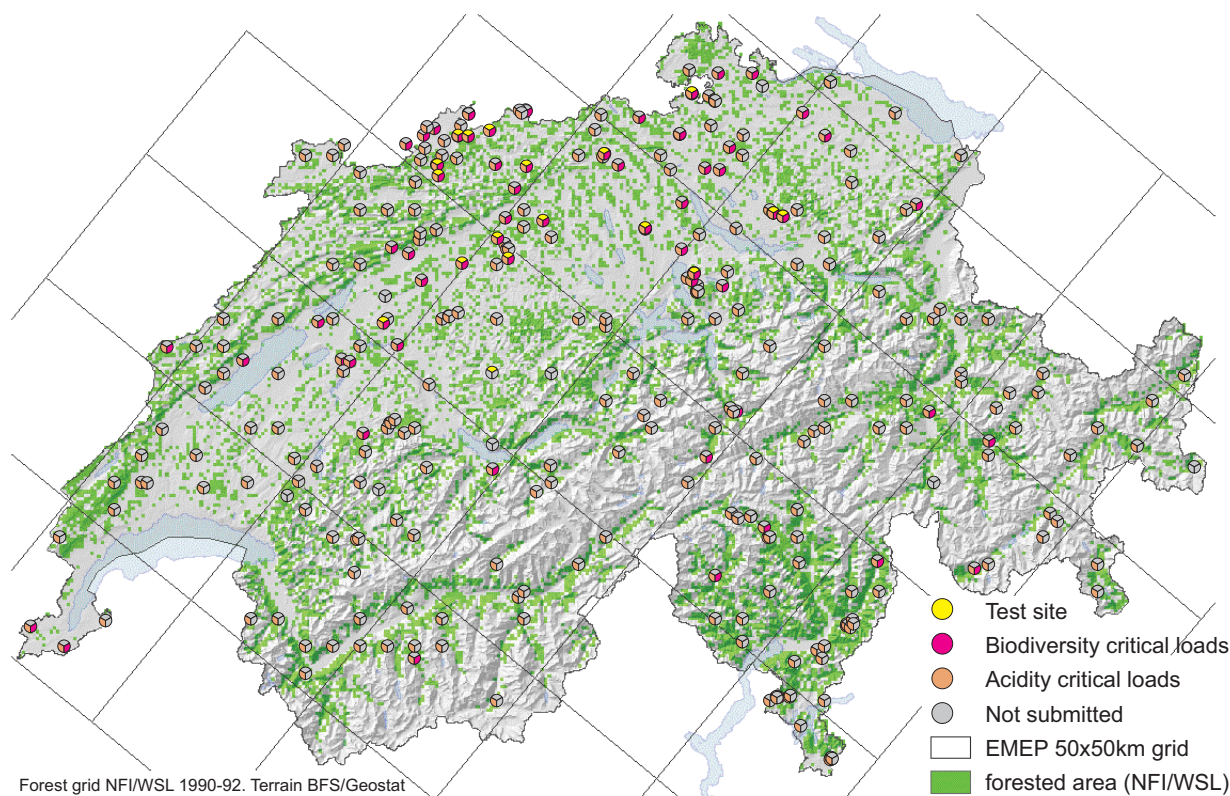 Test site
Biodiversity critical loads
Acidity critical loads
Not submitted
EMEP 50x50km grid
forested area (NFI/WSL)
Forest grid NFI/WSL 1990-92. Terrain BFS/Geostat